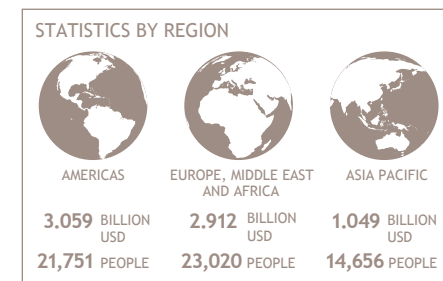 STATISTICS BY REGION
AMERICAS
3.059 BILLION USD
21,751 PEOPLE
EUROPE, MIDDLE EAST
AND AFRICA
2.912 BILLION USD
23,020 PEOPLE
ASIA PACIFIC
1.049 BILLION USD
14,656 PEOPLE